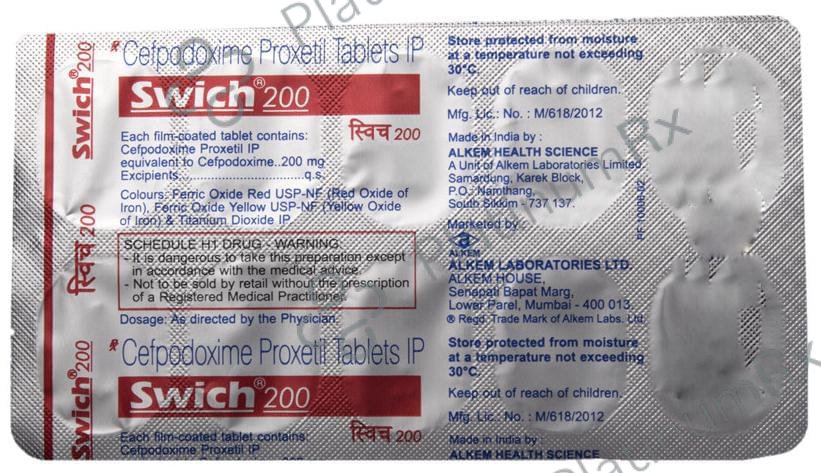 Swich® 200
स्विच 200
Swich® 200
Rx Cefpodoxime Proxetil Tablets IP
Swich® 200
स्विच 200
Each film-coated tablet contains:
Cefpodoxime Proxetil IP
equivalent to Cefpodoxime..200 mg
Excipients................................q.s.
Colours: Ferric Oxide Red USP-NF (Red Oxide of
Iron), Ferric Oxide Yellow USP-NF (Yellow Oxide
of Iron) & Titanium Dioxide IP.
SCHEDULE H1 DRUG - WARNING:
- It is dangerous to take this preparation except
in accordance with the medical advice.
- Not to be sold by retail without the prescription
of a Registered Medical Practitioner.
Dosage: As directed by the Physician.
Rx Cefpodoxime Proxetil Tablets IP
Swich® 200
स्विच 200
Each film-coated tablet contains:
Cefpodoxime Proxetil IP
Store protected from moisture
at a temperature not exceeding
30°C.
Keep out of reach of children.
Mfg. Lic.: No. : M/618/2012
Made in India by :
ALKEM HEALTH SCIENCE
A Unit of Alkem Laboratories Limited.
Samardung, Karek Block,
P.O.: Namthang,
South Sikkim - 737 137.
Marketed by :
ALKEM
ALKEM LABORATORIES LTD.
ALKEM HOUSE,
Senapati Bapat Marg,
Lower Parel, Mumbai - 400 013.
® Regd. Trade Mark of Alkem Labs. Ltd.
Store protected from moisture
at a temperature not exceeding
30°C.
Keep out of reach of children.
Mfg. Lic.: No. : M/618/2012
Made in India by :
ALKEM HEALTH SCIENCE
PF-10008-02
PlatinumRx